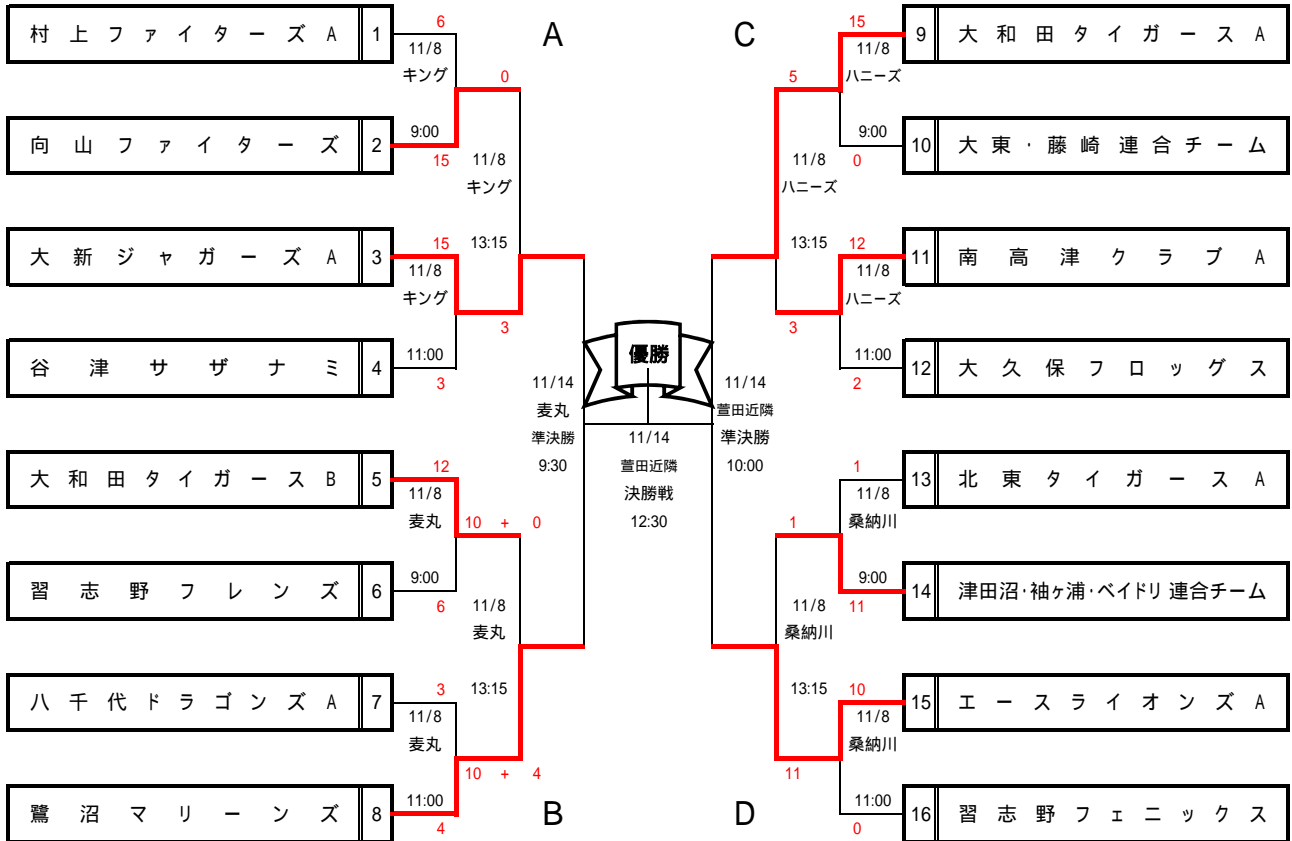 村上ファイターズA 1
6
11/8
キング
9:00
15
向山ファイターズ 2
0
11/8
キング
13:15
3
大新ジャガーズA 3
15
11/8
キング
11:00
3
谷津サザナミ 4
A
大和田タイガースB 5
12
11/8
麦丸
9:00
6
習志野フレンズ 6
10 + 0
11/8
麦丸
13:15
10 + 4
八千代ドラゴンズA 7
3
11/8
麦丸
11:00
4
鷺沼マリーンズ 8
B
11/14
麦丸
準決勝
9:30
優勝
11/14
萱田近隣
決勝戦
12:30
11/14
萱田近隣
準決勝
10:00
C
15
11/8
ハニーズ
9:00
0
9 大和田タイガースA
10 大東・藤崎連合チーム
5
11/8
ハニーズ
13:15
3
12
11/8
ハニーズ
11:00
2
11 南高津クラブA
12 大久保フロッグス
1
11/8
桑納川
9:00
11
13 北東タイガースA
14 津田沼・袖ヶ浦・ベイドリ連合チーム
1
11/8
桑納川
13:15
11
10
11/8
桑納川
11:00
0
15 エースライオンズA
16 習志野フェニックス
D